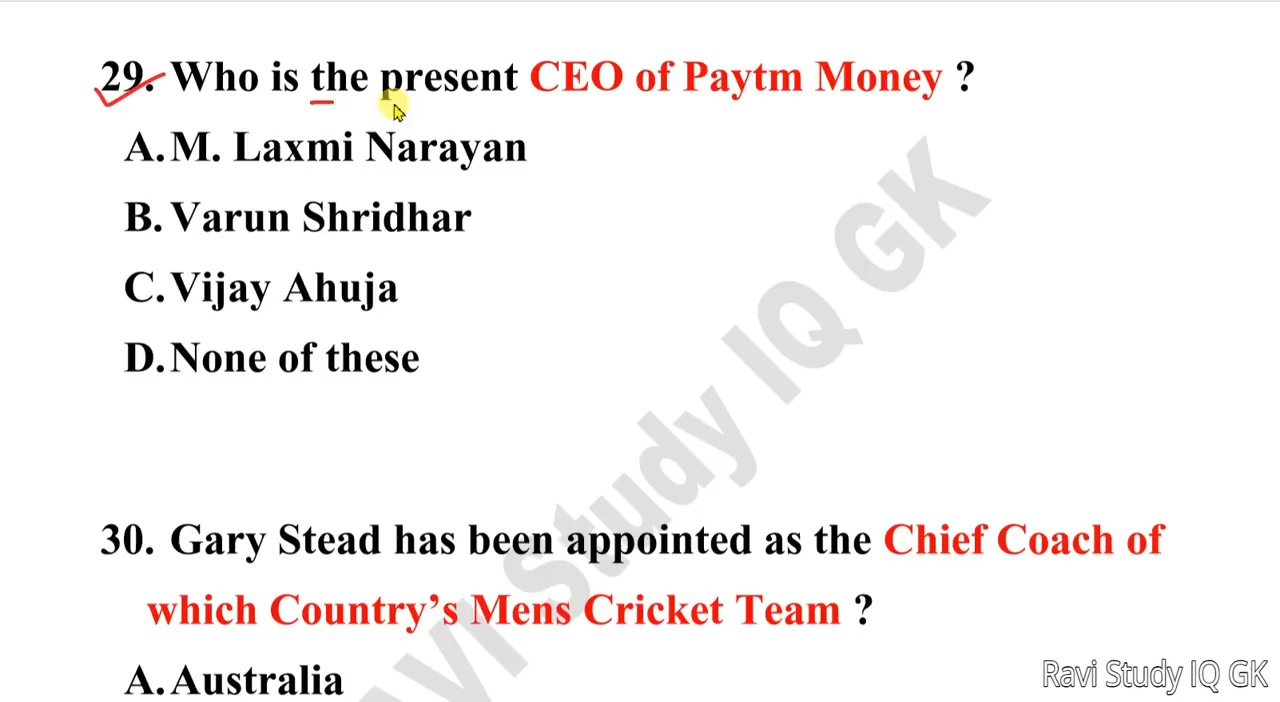 29. Who is the present CEO of Paytm Money ?
A. M. Laxmi Narayan
B. Varun Shridhar
C. Vijay Ahuja
D. None of these
30. Gary Stead has been appointed as the Chief Coach of
which Country’s Mens Cricket Team ?
A. Australia
Ravi Study IQ GK
Ravi Study IQ GK